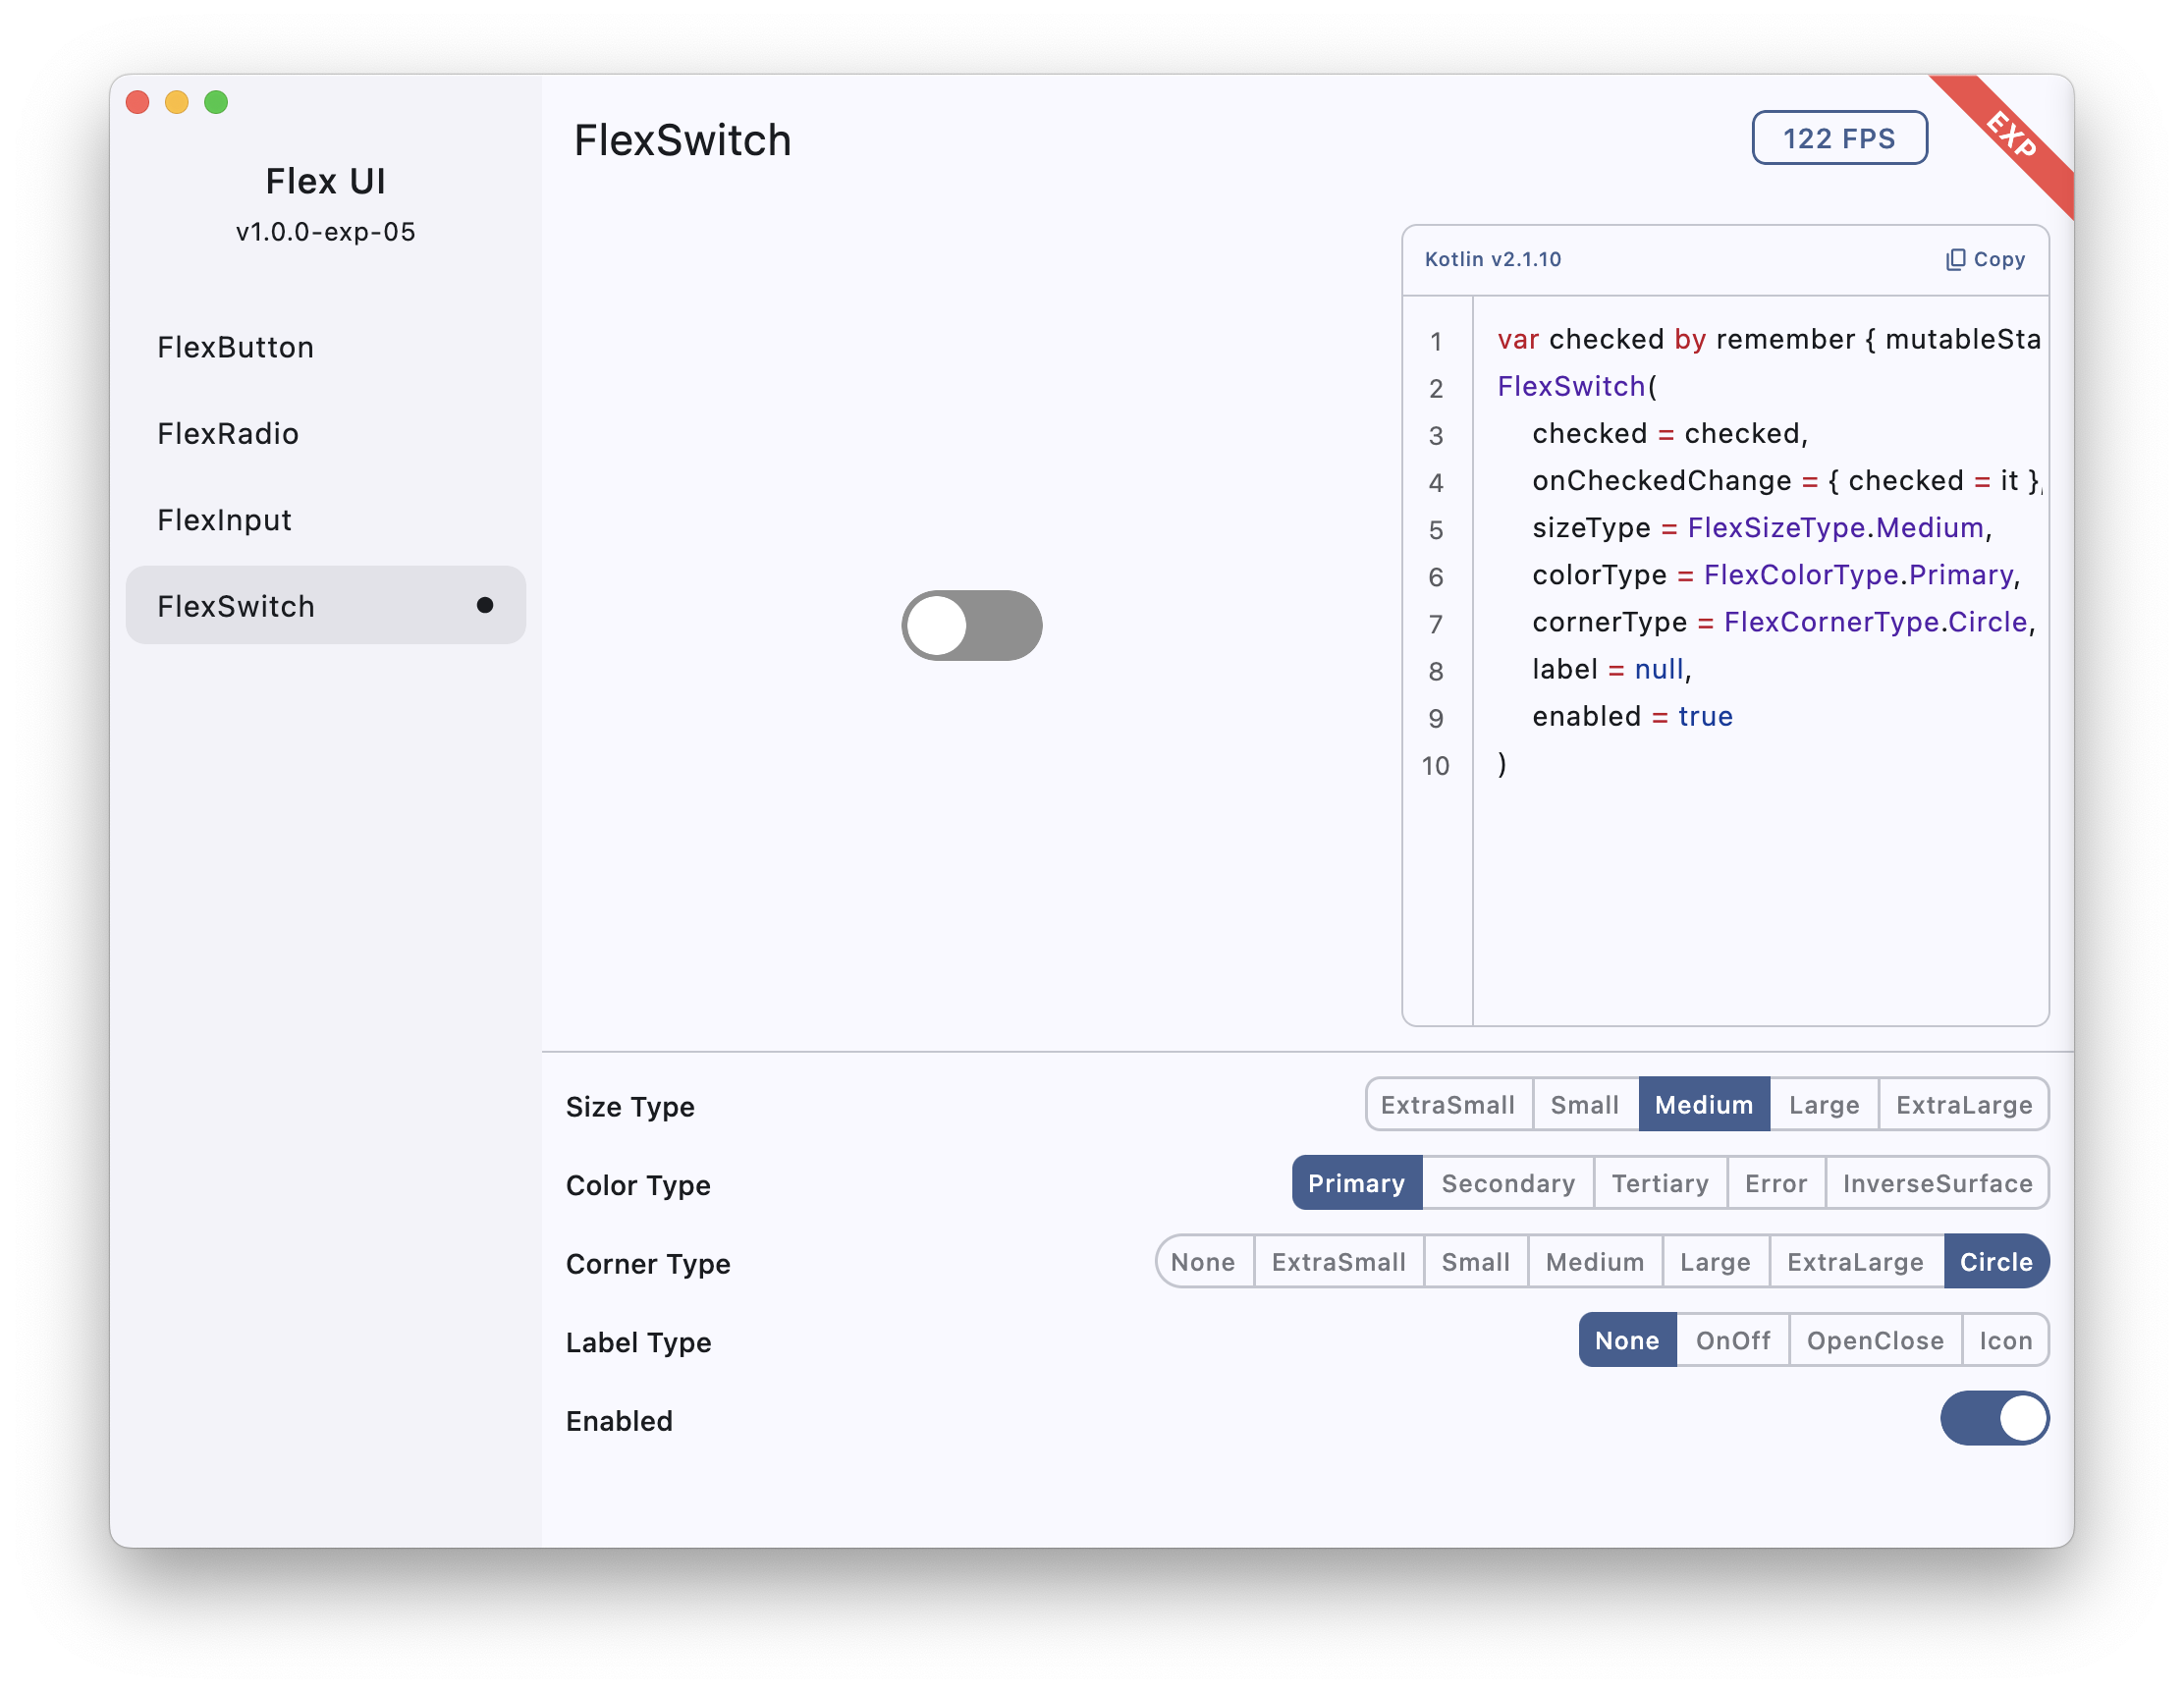 Flex UI
v1.0.0-exp-05
FlexButton
FlexRadio
FlexInput
FlexSwitch
FlexSwitch
122 FPS
EXP
Kotlin v2.1.10
Copy
1 var checked by remember { mutableSta
2 FlexSwitch(
3 checked = checked,
4 onCheckedChange = { checked = it },
5 sizeType = FlexSizeType.Medium,
6 colorType = FlexColorType.Primary,
7 cornerType = FlexCornerType.Circle,
8 label = null,
9 enabled = true
10 )
Size Type ExtraSmall Small Medium Large ExtraLarge
Color Type Primary Secondary Tertiary Error InverseSurface
Corner Type None ExtraSmall Small Medium Large ExtraLarge Circle
Label Type None OnOff OpenClose Icon
Enabled